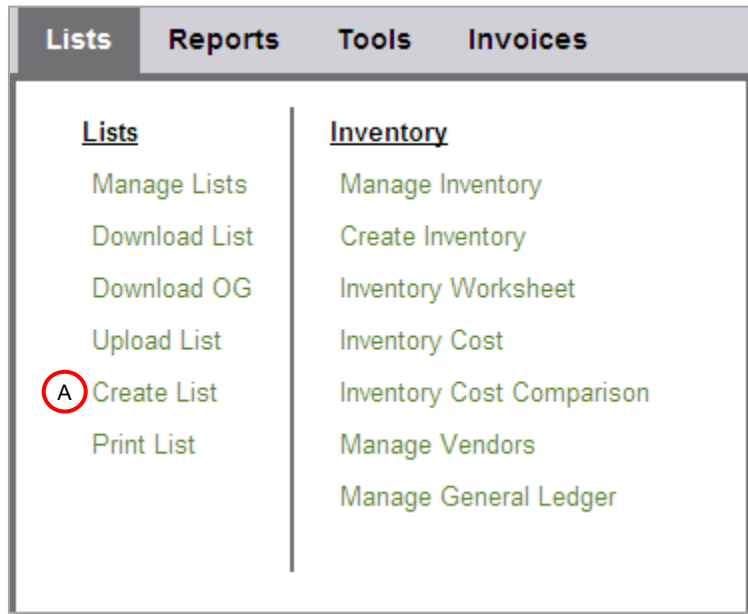 Lists Reports Tools Invoices
Lists
Manage Lists
Download List
Download OG
Upload List
A Create List
Print List
Inventory
Manage Inventory
Create Inventory
Inventory Worksheet
Inventory Cost
Inventory Cost Comparison
Manage Vendors
Manage General Ledger